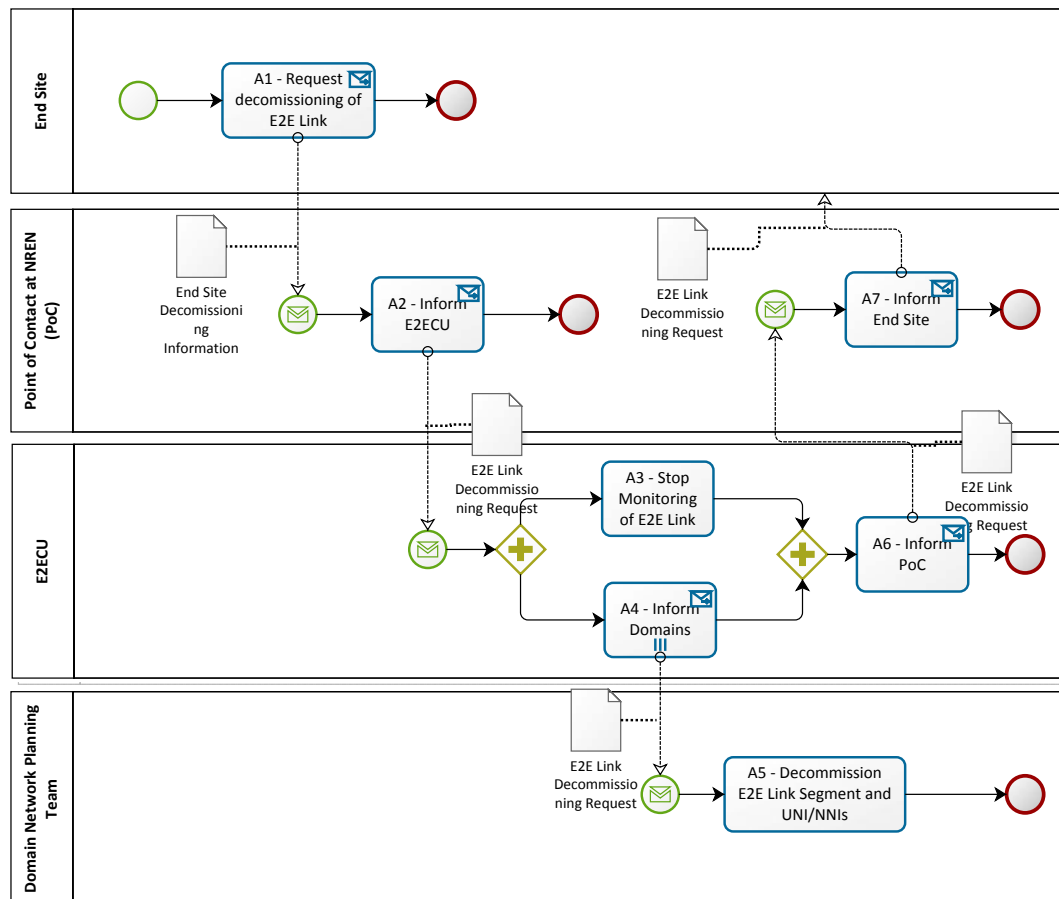 End Site
A1 - Request
decomissioning of
E2E Link
Point of Contact at NREN
(PoC)
End Site
Decomissioni
ng
Information
A2 - Inform
E2ECU
E2E Link
Decommissio
ning Request
A7 - Inform
End Site
E2ECU
E2E Link
Decommissio
ning Request
A3 - Stop
Monitoring
of E2E Link
A4 - Inform
Domains
E2E Link
Decommissio
g Request
A6 - Inform
PoC
Domain Network Planning
Team
E2E Link
Decommissio
ning Request
A5 - Decommission
E2E Link Segment and
UNI/NNIs